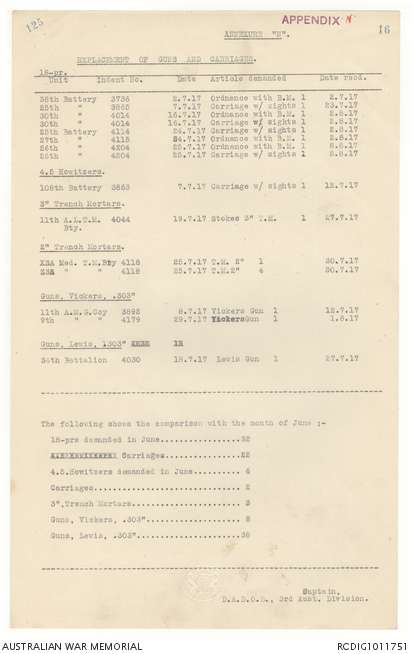 125
APPENDIX N
16
ANNEXURE "N".
REPLACEMENT OF GUNS AND CARRIAGES.
18-pr.
Unit Indent No. Date Article demanded Date recd.
38th Battery 3736 2.7.17 Ordnance with B.M. 1 2.7.17
25th " 3865 7.7.17 Carriage w/ sights 1 23.7.17
30th " 4014 16.7.17 Ordnance with B.M. 1 2.8.17
30th " 4014 16.7.17 Carriage w/ sights 1 2.8.17
25th Battery 4114 24.7.17 Carriage w/ sights 1 2.8.17
27th " 4115 24.7.17 Ordnance with B.M. 1 2.8.17
26th " 4204 25.7.17 Ordnance with B.M. 1 8.8.17
25th " 4204 25.7.17 Carriage w/ sights 1 8.8.17
4.5 Howitzers.
108th Battery 3863 7.7.17 Carriage w/ sights 1 12.7.17
3" Trench Mortars.
11th A.L.T.M. 4044 19.7.17 Stokes 3" T.M. 1 27.7.17
Bty.
2" Trench Mortars.
X3A Med. T.M.Bty 4118 25.7.17 T.M. 2" 1 30.7.17
" " 4118 25.7.17 T.M.2" 4 30.7.17
Guns, Vickers, .303"
11th A.M.G.Coy 3893 8.7.17 Vickers Gun 1 12.7.17
9th " " 4179 29.7.17 Vickers Gun 1 1.8.17
Guns, Lewis, 1303"
34th Battalion 4030 18.7.17 Lewis Gun 1 27.7.17
The following shows the comparison with the month of June :-
18-prs demanded in June................32
Carriages.................22
4.5.Howitzers demanded in June........4
Carriages.............................2
3",Trench Mortars.....................3
Guns, Vickers, .303"..................8
Guns, Lewis, .303"....................38
Captain,
D.A.D.O.S., 3rd Aust. Division.
AUSTRALIAN WAR MEMORIAL
RCDIG1011751